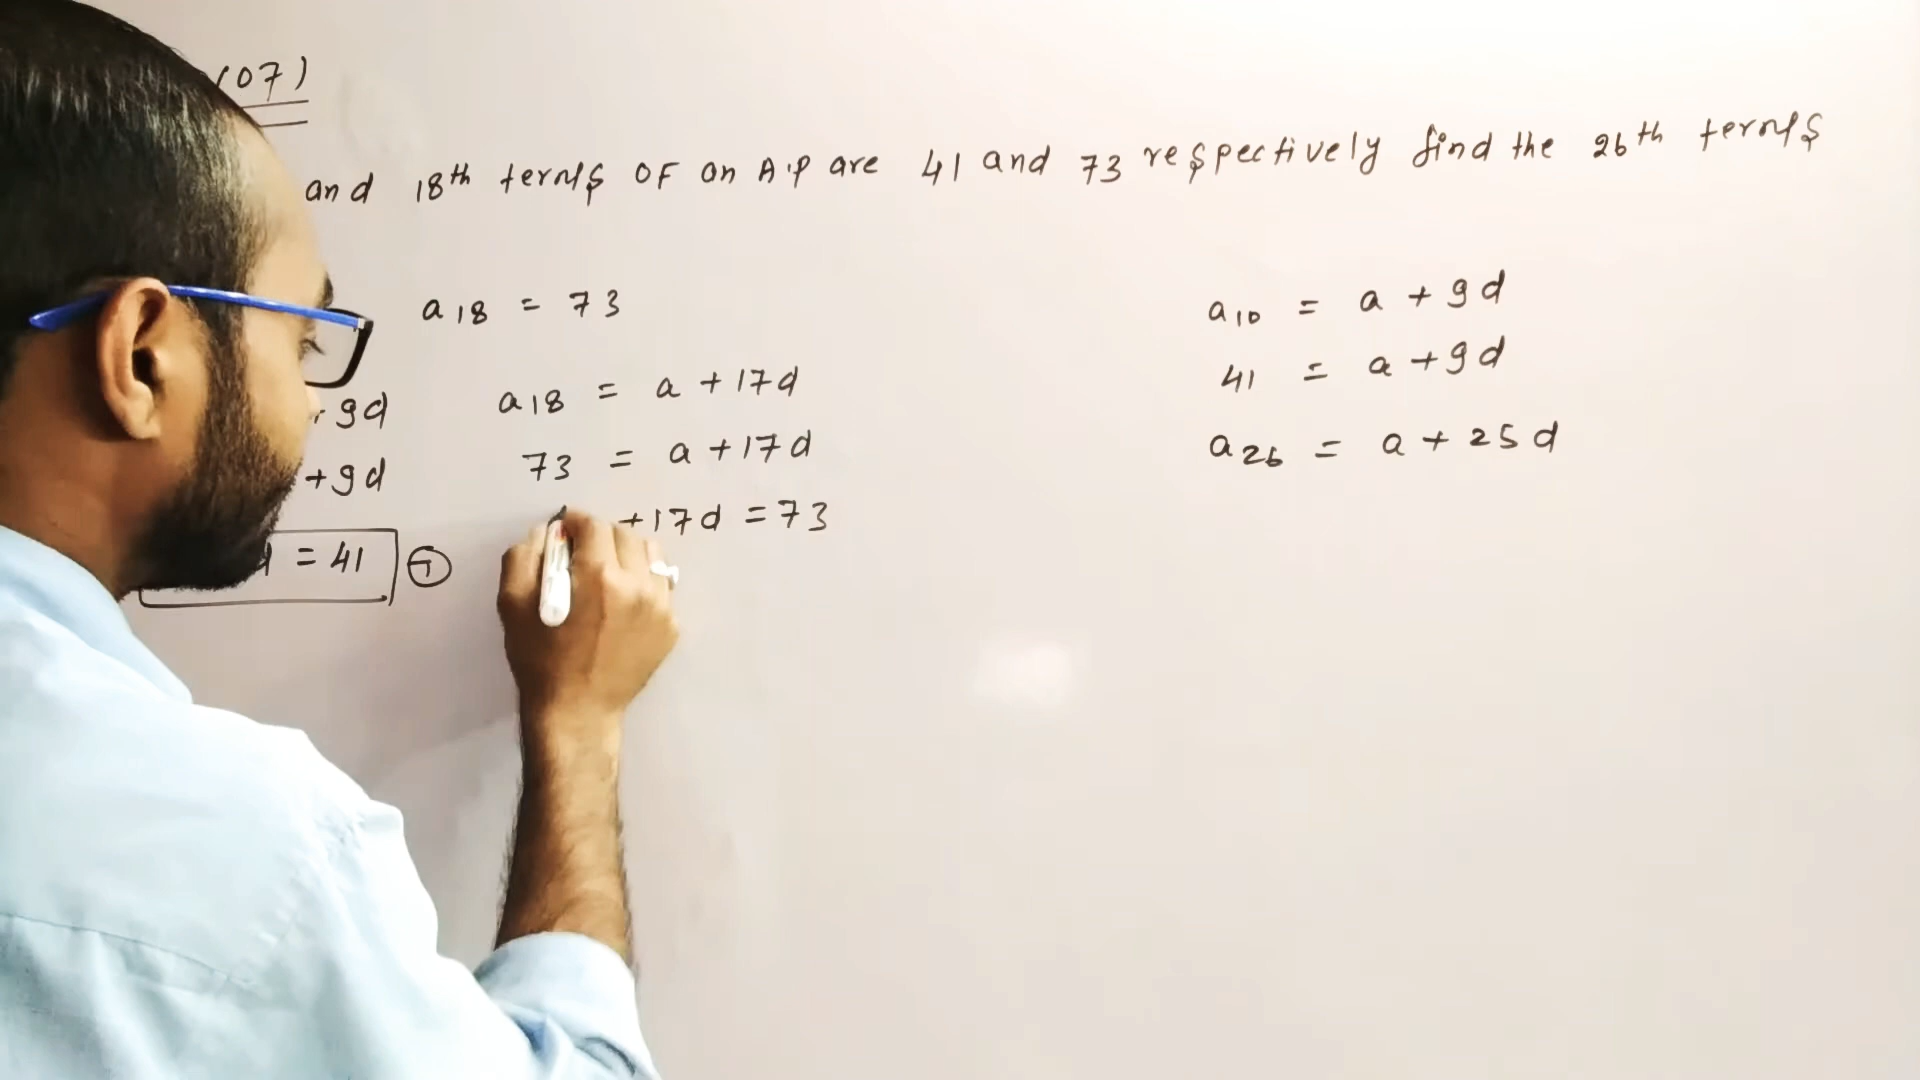 (07)
and 18th terms OF an A.P are 41 and 73 respectively find the 26th terms
a18 = 73
+9d
a18 = a + 17d
+9d
73 = a + 17d
+17d = 73
= 41 (1)
a10 = a + 9d
41 = a + 9d
a26 = a + 25d